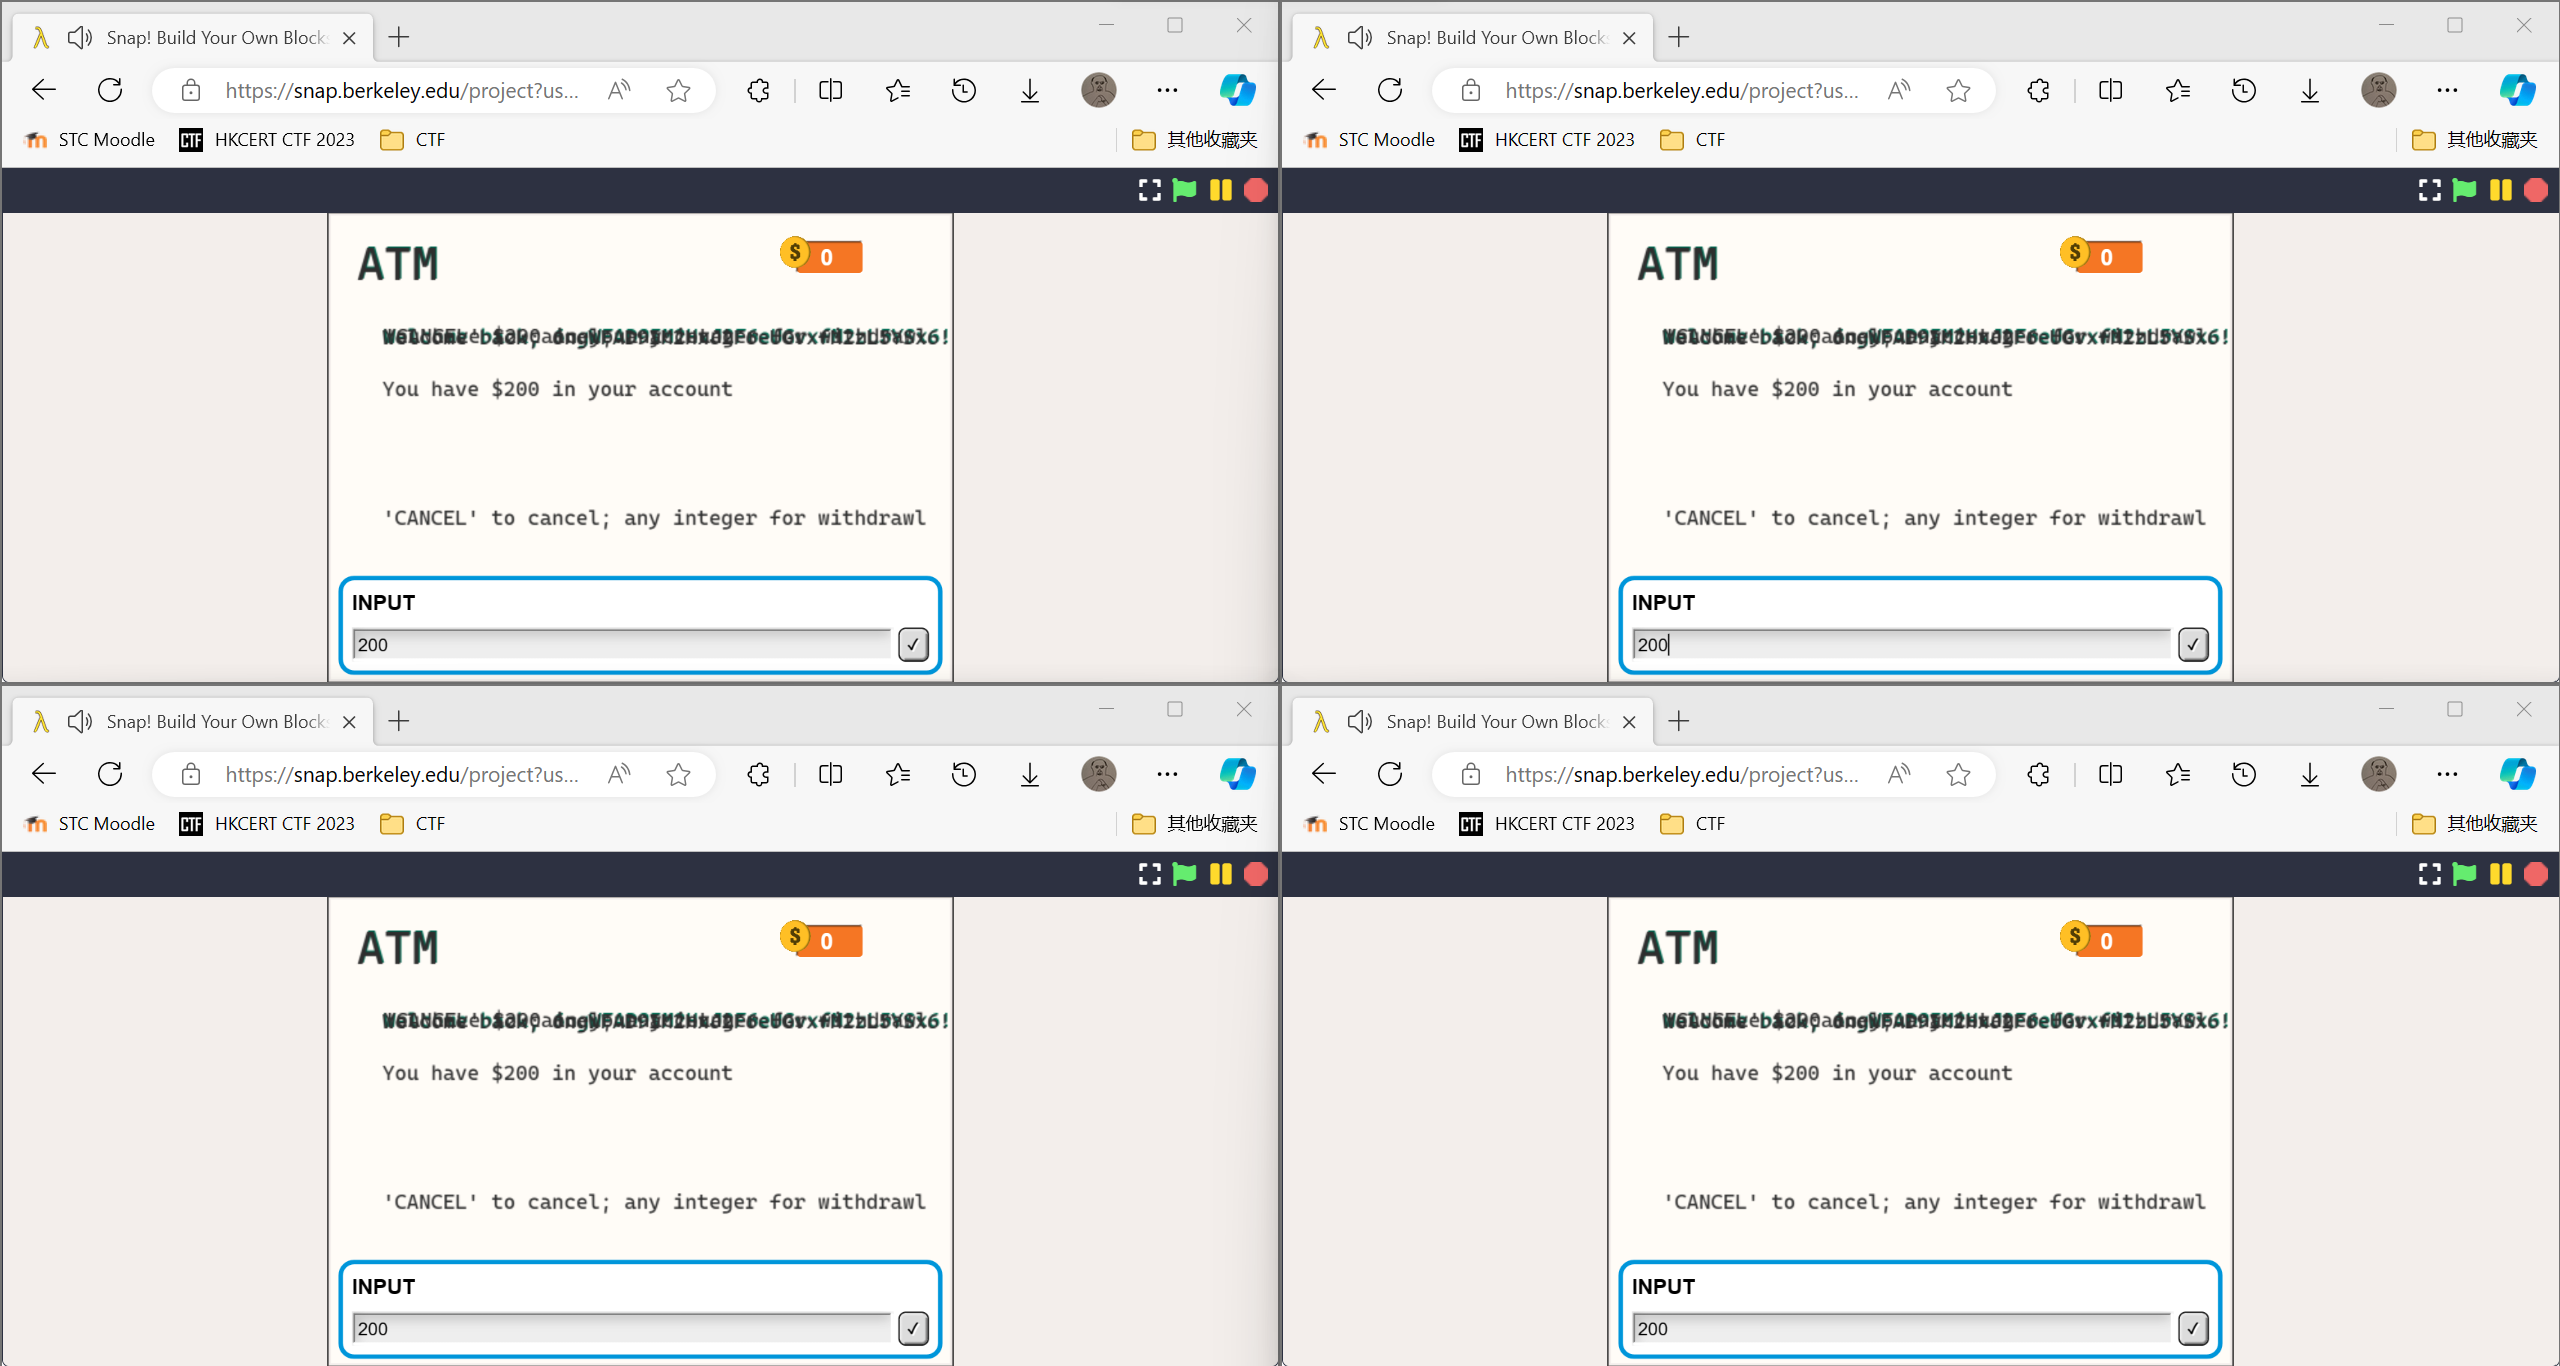 Snap! Build Your Own Blocks
https://snap.berkeley.edu/project?us...
STC Moodle
CTF HKCERT CTF 2023
CTF
其他收藏夹
ATM
$ 0
You have $200 in your account
'CANCEL' to cancel; any integer for withdrawl
INPUT
200
Snap! Build Your Own Blocks
https://snap.berkeley.edu/project?us...
STC Moodle
CTF HKCERT CTF 2023
CTF
其他收藏夹
ATM
$ 0
You have $200 in your account
'CANCEL' to cancel; any integer for withdrawl
INPUT
200
Snap! Build Your Own Blocks
https://snap.berkeley.edu/project?us...
STC Moodle
CTF HKCERT CTF 2023
CTF
其他收藏夹
ATM
$ 0
You have $200 in your account
'CANCEL' to cancel; any integer for withdrawl
INPUT
200
Snap! Build Your Own Blocks
https://snap.berkeley.edu/project?us...
STC Moodle
CTF HKCERT CTF 2023
CTF
其他收藏夹
ATM
$ 0
You have $200 in your account
'CANCEL' to cancel; any integer for withdrawl
INPUT
200